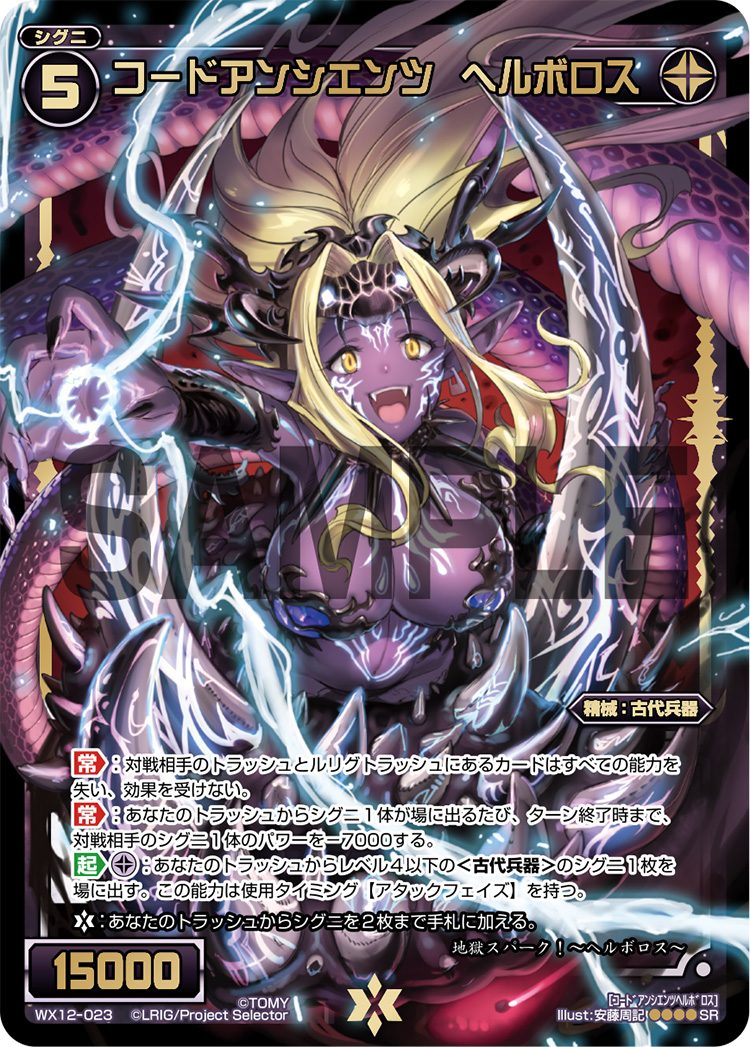 シグニ
5
コードアンシエンツ ヘルボロス
SAMPLE
精械:古代兵器
常:対戦相手のトラッシュとルリグトラッシュにあるカードはすべての能力を
失い、効果を受けない。
常:あなたのトラッシュからシグニ1体が場に出るたび、ターン終了時まで、
対戦相手のシグニ1体のパワーを-7000する。
起:あなたのトラッシュからレベル4以下の<古代兵器>のシグニ1枚を
場に出す。この能力は使用タイミング【アタックフェイズ】を持つ。
:あなたのトラッシュからシグニを2枚まで手札に加える。
地獄スパーク!~ヘルボロス~
15000
©TOMY
WX12-023 ©LRIG/Project Selector
[コードアンシエンツヘルボロス]
Illust:安藤周記 SR